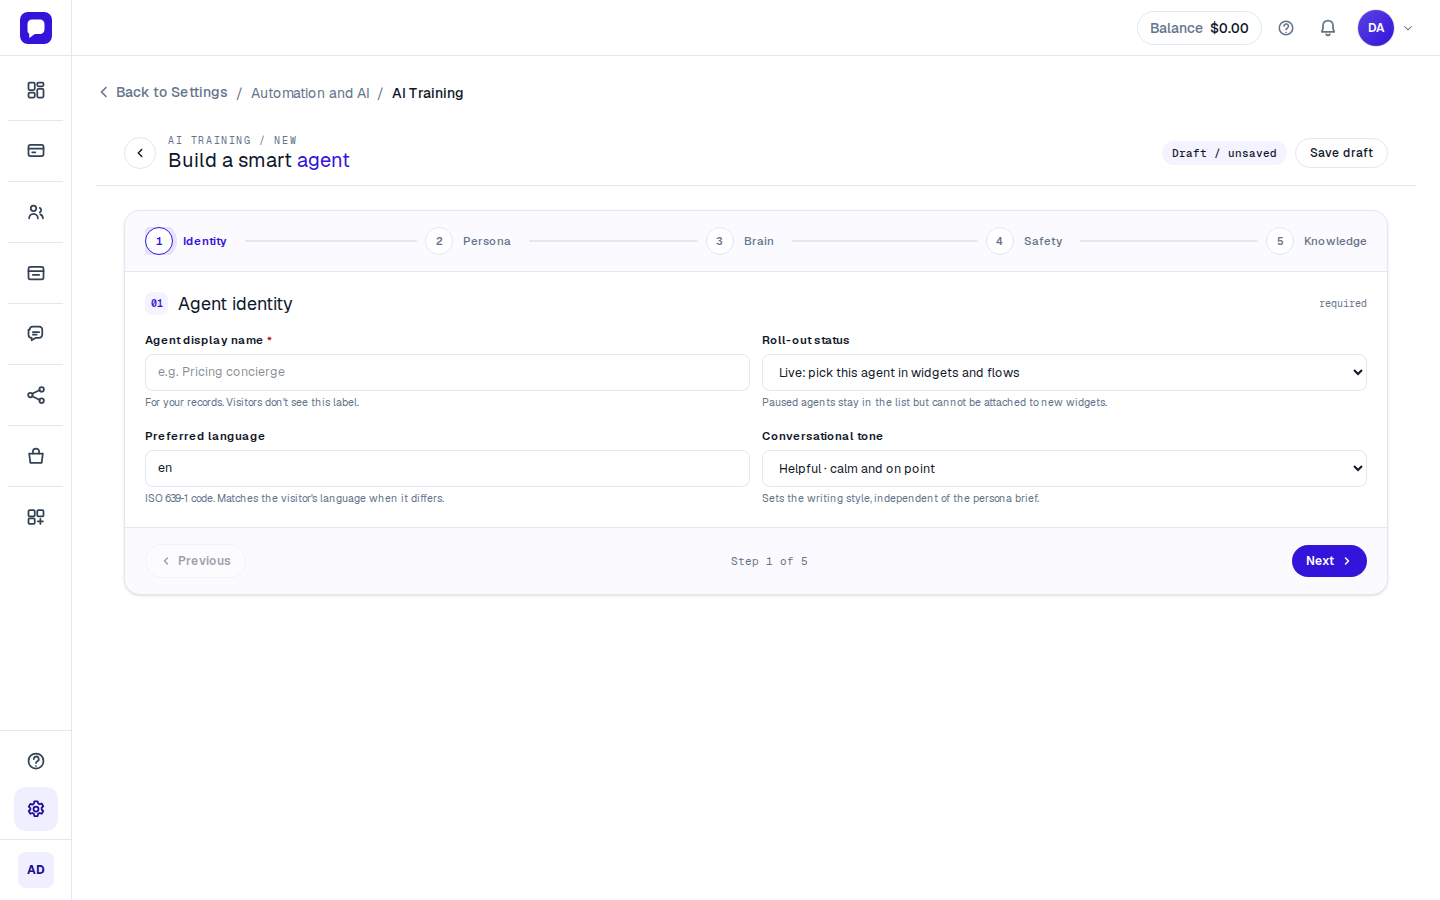 Balance $0.00
DA
Back to Settings / Automation and AI / AI Training
AI TRAINING / NEW
Build a smart agent
Draft / unsaved
Save draft
1 Identity
2 Persona
3 Brain
4 Safety
5 Knowledge
01 Agent identity
required
Agent display name *
Roll-out status
e.g. Pricing concierge
Live: pick this agent in widgets and flows
For your records. Visitors don't see this label.
Paused agents stay in the list but cannot be attached to new widgets.
Preferred language
Conversational tone
en
Helpful · calm and on point
ISO 639-1 code. Matches the visitor's language when it differs.
Sets the writing style, independent of the persona brief.
Previous
Step 1 of 5
Next
AD